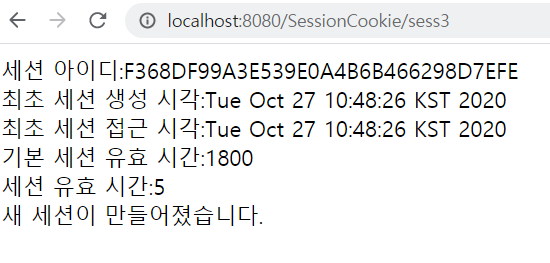 localhost:8080/SessionCookie/sess3
세션 아이디:F368DF99A3E539E0A4B6B466298D7EFE
최초 세션 생성 시각:Tue Oct 27 10:48:26 KST 2020
최초 세션 접근 시각:Tue Oct 27 10:48:26 KST 2020
기본 세션 유효 시간:1800
세션 유효 시간:5
새 세션이 만들어졌습니다.